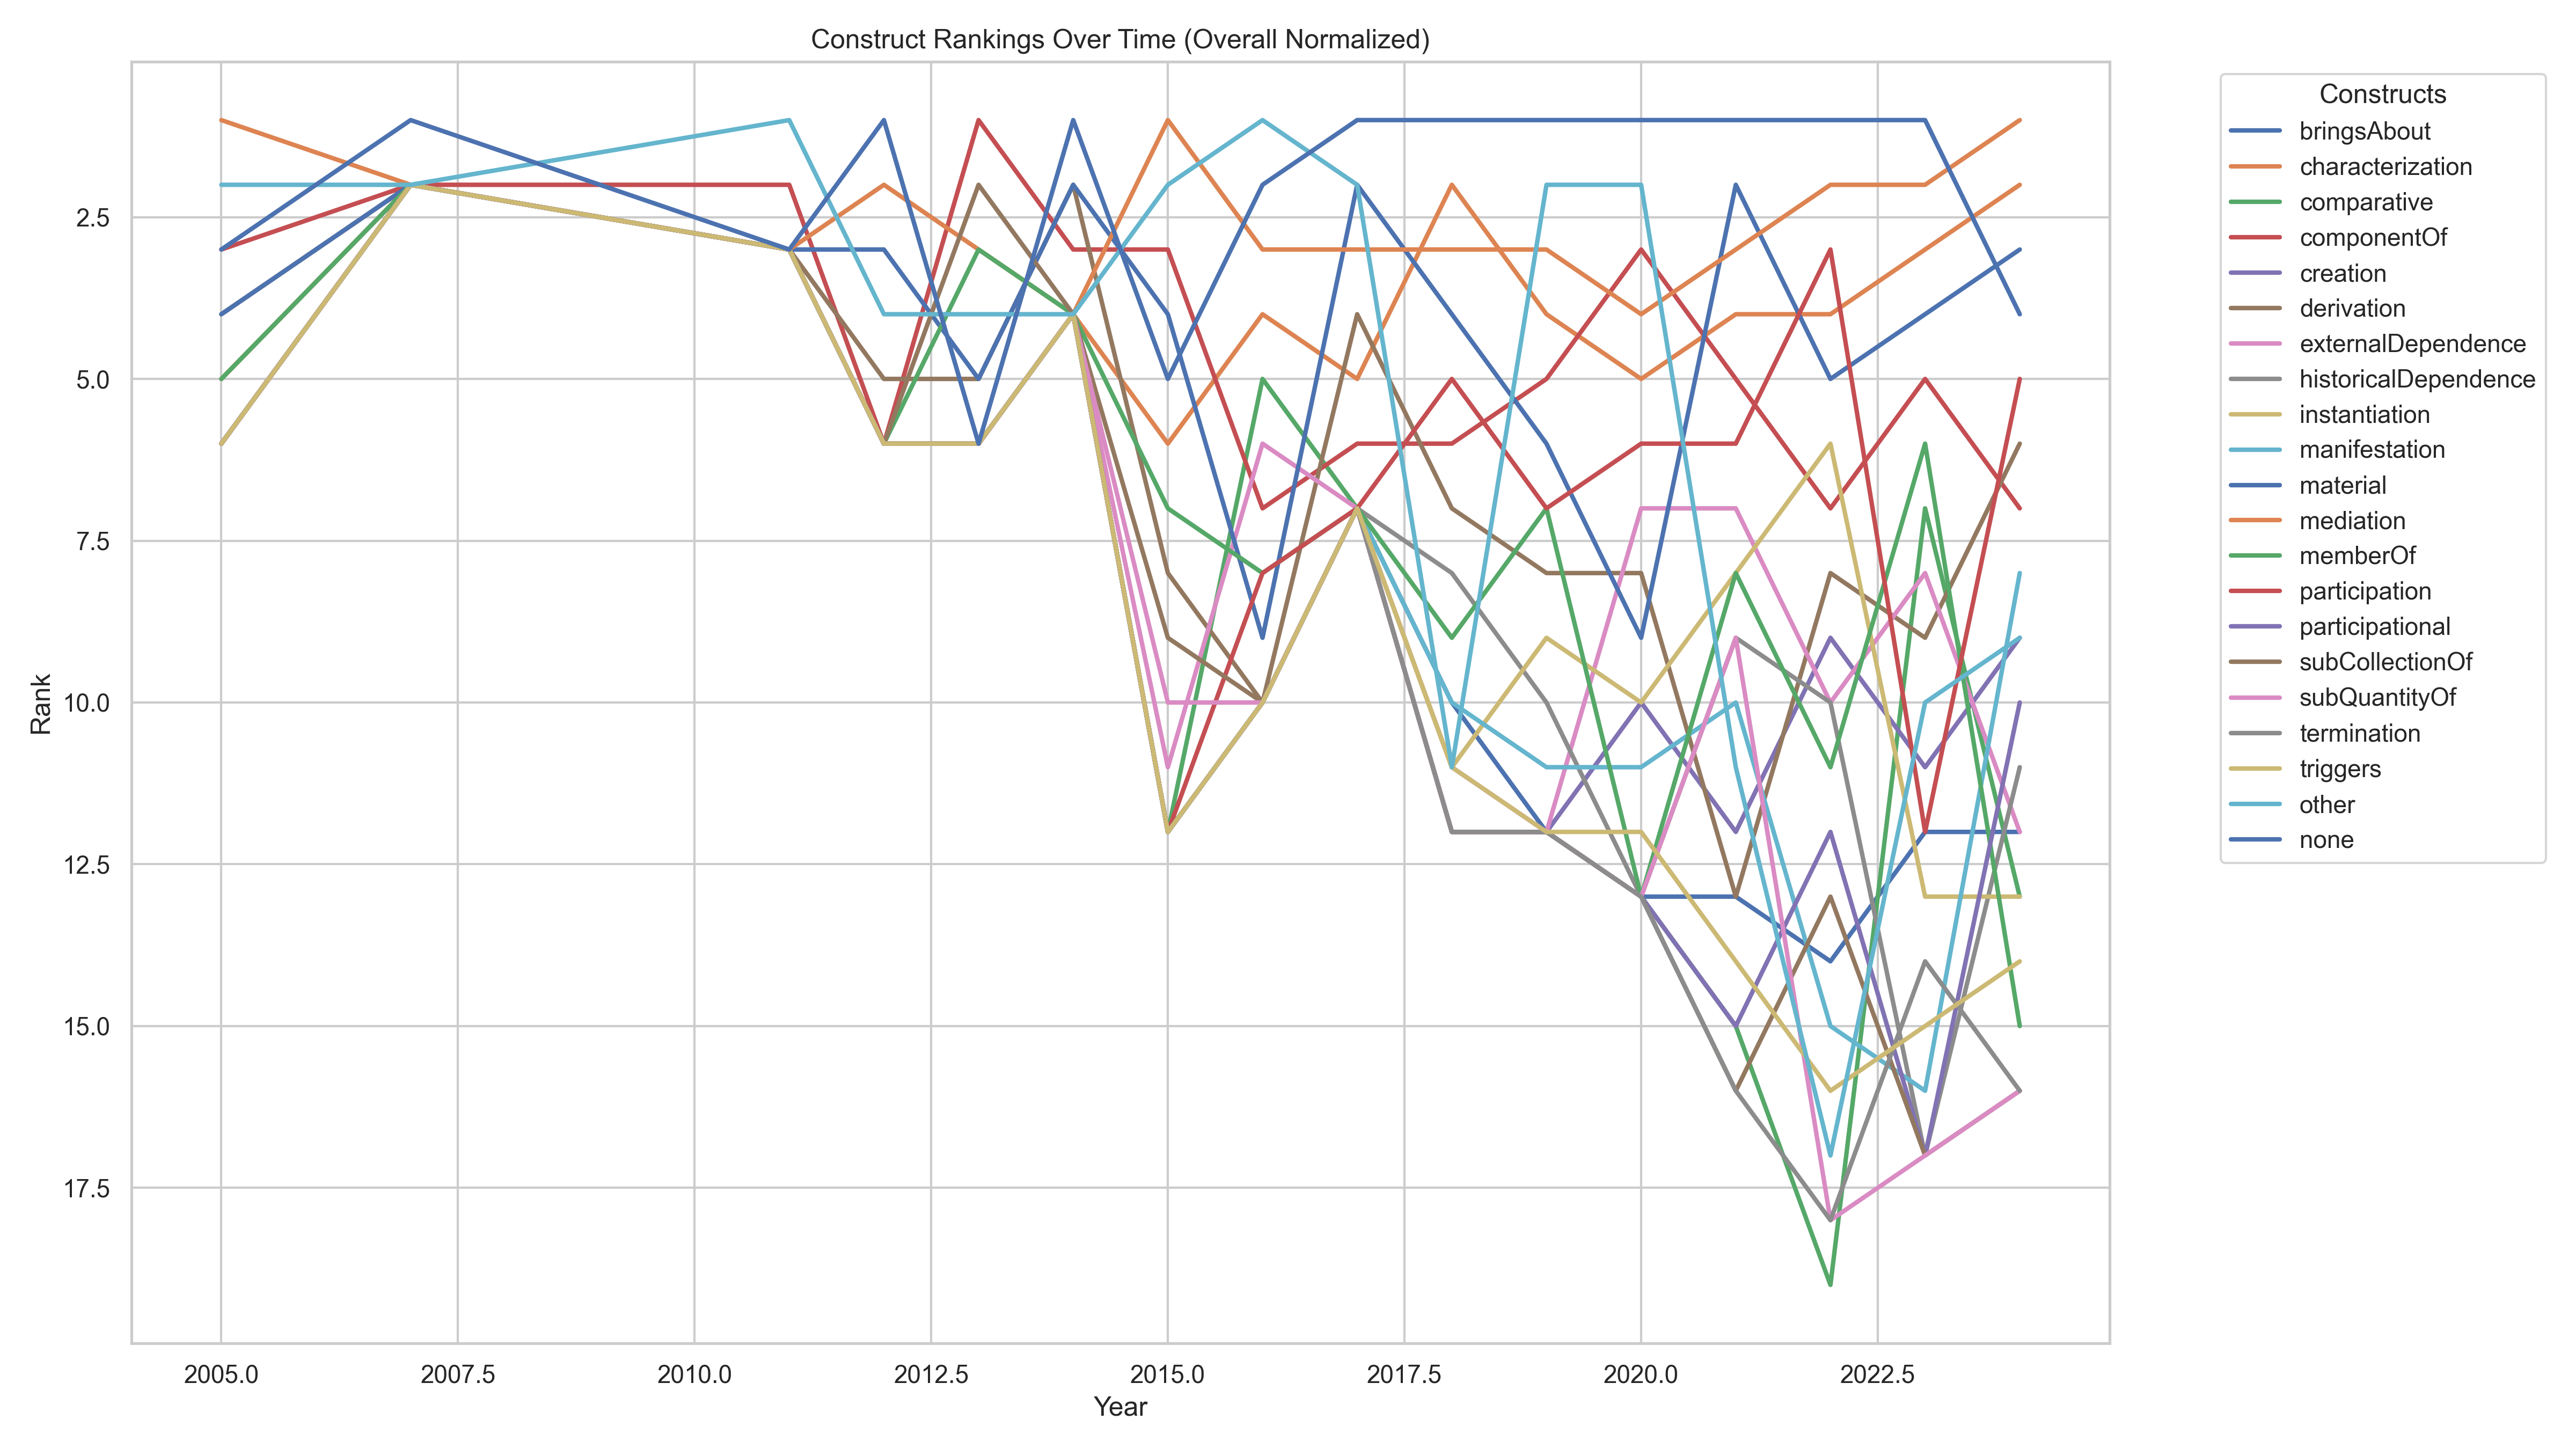 Construct Rankings Over Time (Overall Normalized)
Constructs
bringsAbout
characterization
comparative
componentOf
creation
derivation
externalDependence
historicalDependence
instantiation
manifestation
material
mediation
memberOf
participation
participational
subCollectionOf
subQuantityOf
termination
triggers
other
none
Rank
2.5
5.0
7.5
10.0
12.5
15.0
17.5
2005.0 2007.5 2010.0 2012.5 2015.0 2017.5 2020.0 2022.5
Year